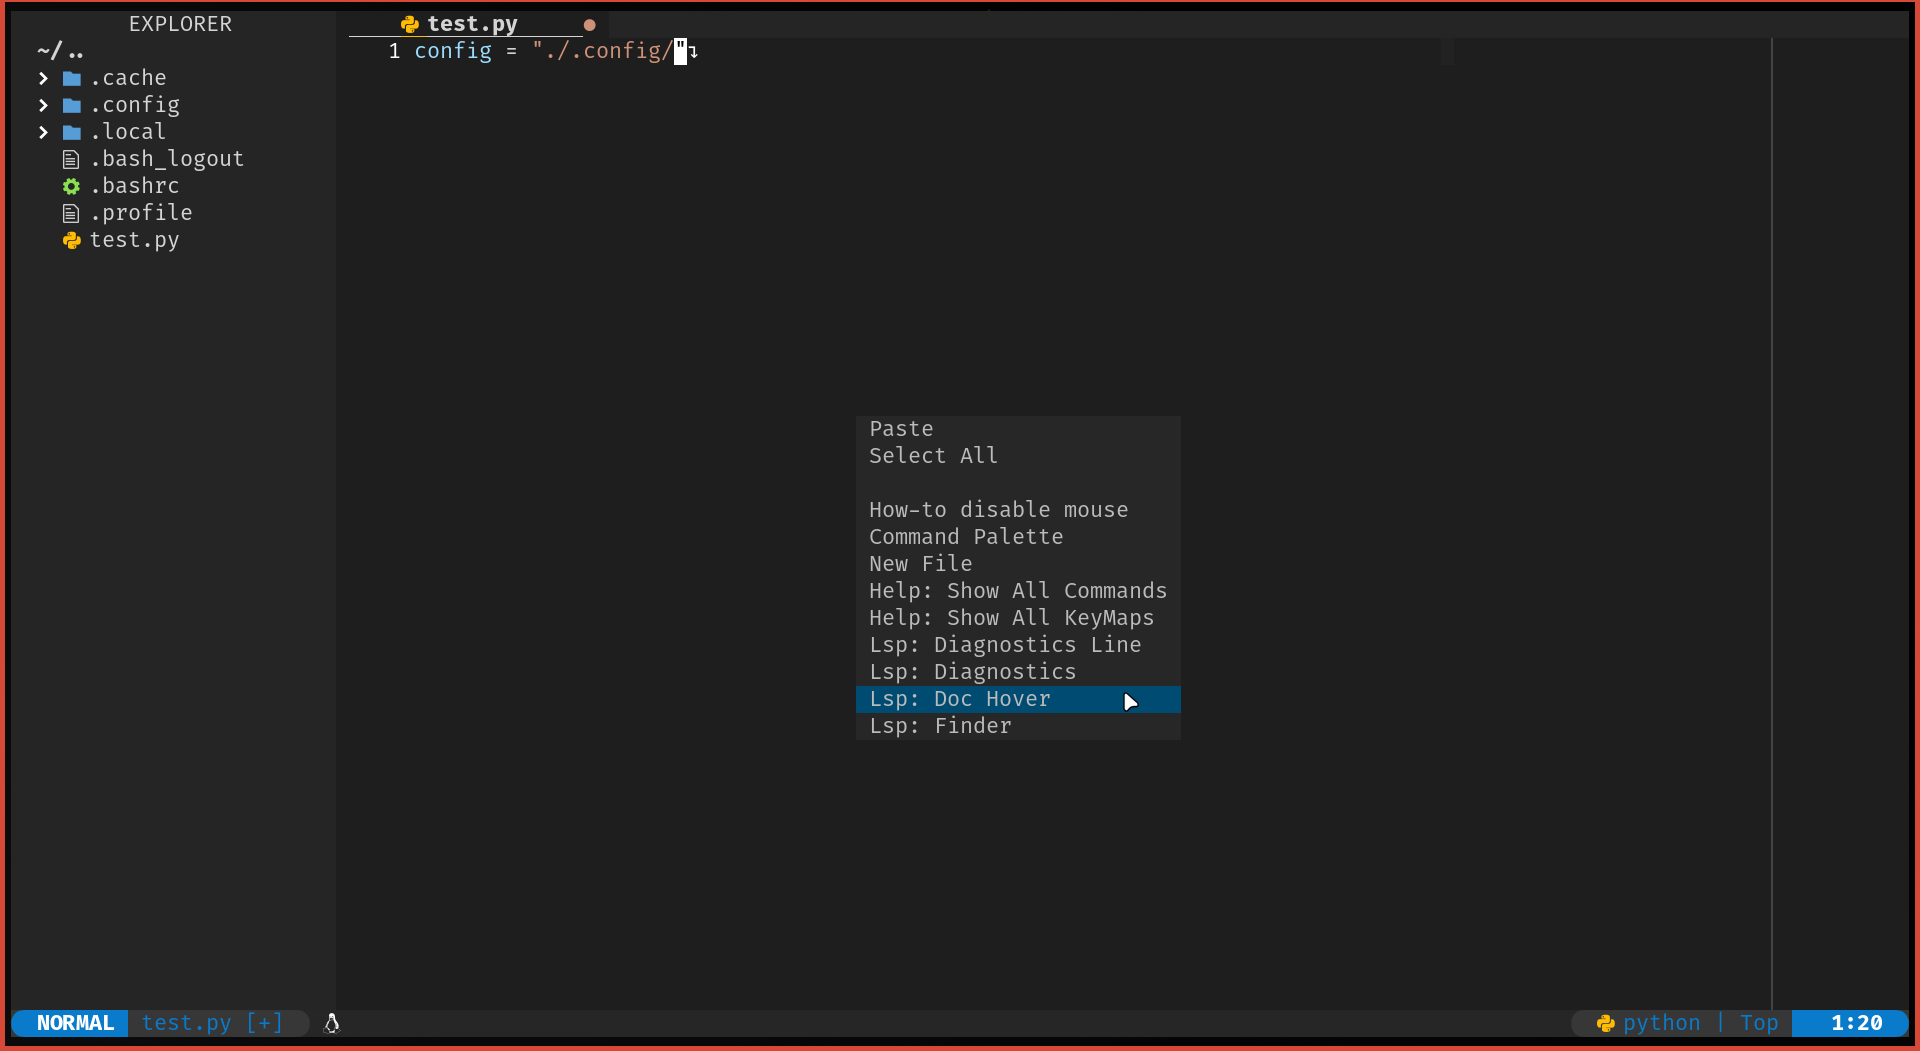 EXPLORER
~/..
.cache
.config
.local
.bash_logout
.bashrc
.profile
test.py
test.py
1 config = "./.config/"
Paste
Select All
How-to disable mouse
Command Palette
New File
Help: Show All Commands
Help: Show All KeyMaps
Lsp: Diagnostics Line
Lsp: Diagnostics
Lsp: Doc Hover
Lsp: Finder
NORMAL test.py [+] python | Top 1:20